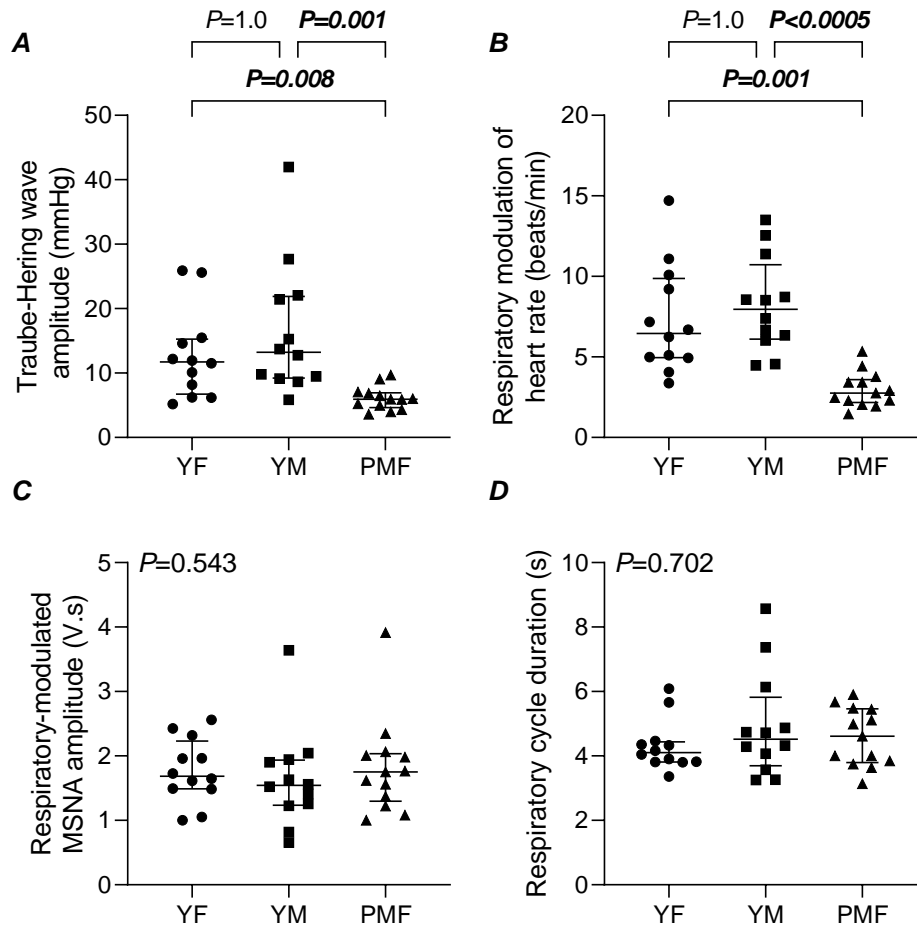 A
P=1.0
P=0.001
P=0.008
Traube-Hering wave
amplitude (mmHg)
50
40
30
20
10
0
YF YM PMF
B
P=1.0
P<0.0005
P=0.001
Respiratory modulation of
heart rate (beats/min)
20
15
10
5
0
YF YM PMF
C
P=0.543
Respiratory-modulated
MSNA amplitude (V.s)
5
4
3
2
1
0
YF YM PMF
D
P=0.702
Respiratory cycle duration (s)
10
8
6
4
2
0
YF YM PMF